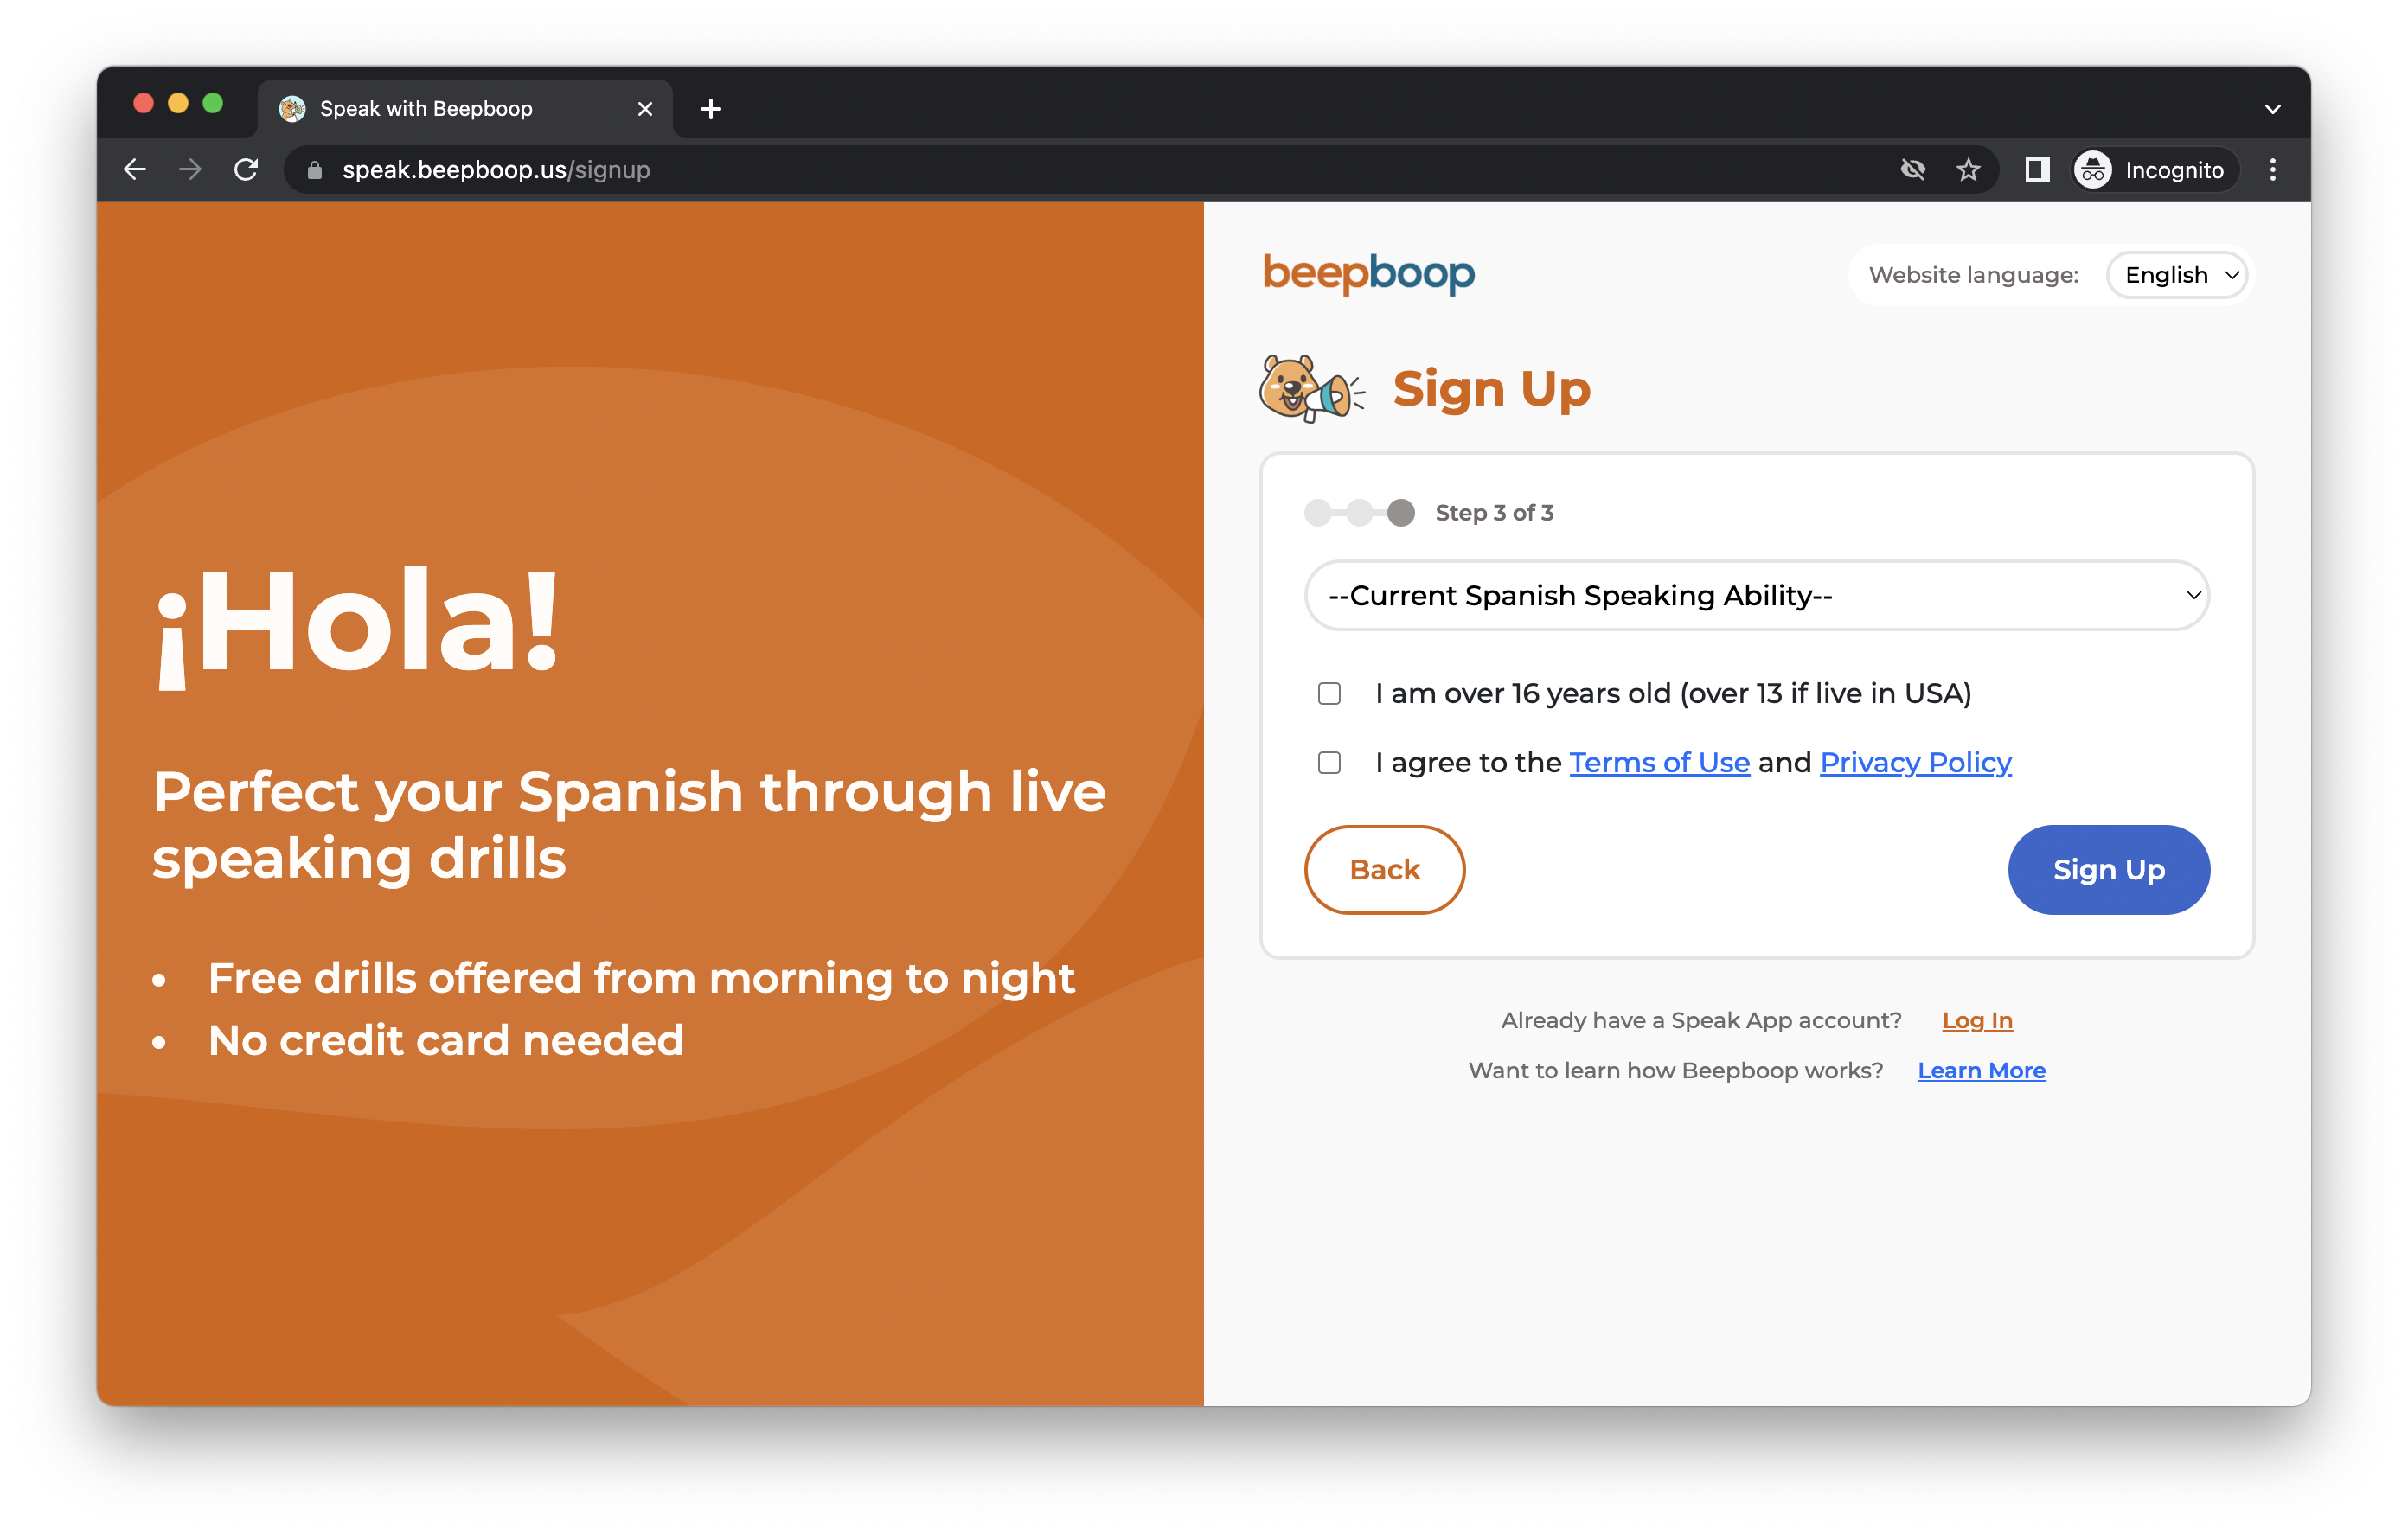 Speak with Beepboop
speak.beepboop.us/signup
Incognito
¡Hola!
Perfect your Spanish through live
speaking drills
• Free drills offered from morning to night
• No credit card needed
beepboop
Website language: English
Sign Up
Step 3 of 3
--Current Spanish Speaking Ability--
I am over 16 years old (over 13 if live in USA)
I agree to the Terms of Use and Privacy Policy
Back
Sign Up
Already have a Speak App account? Log In
Want to learn how Beepboop works? Learn More